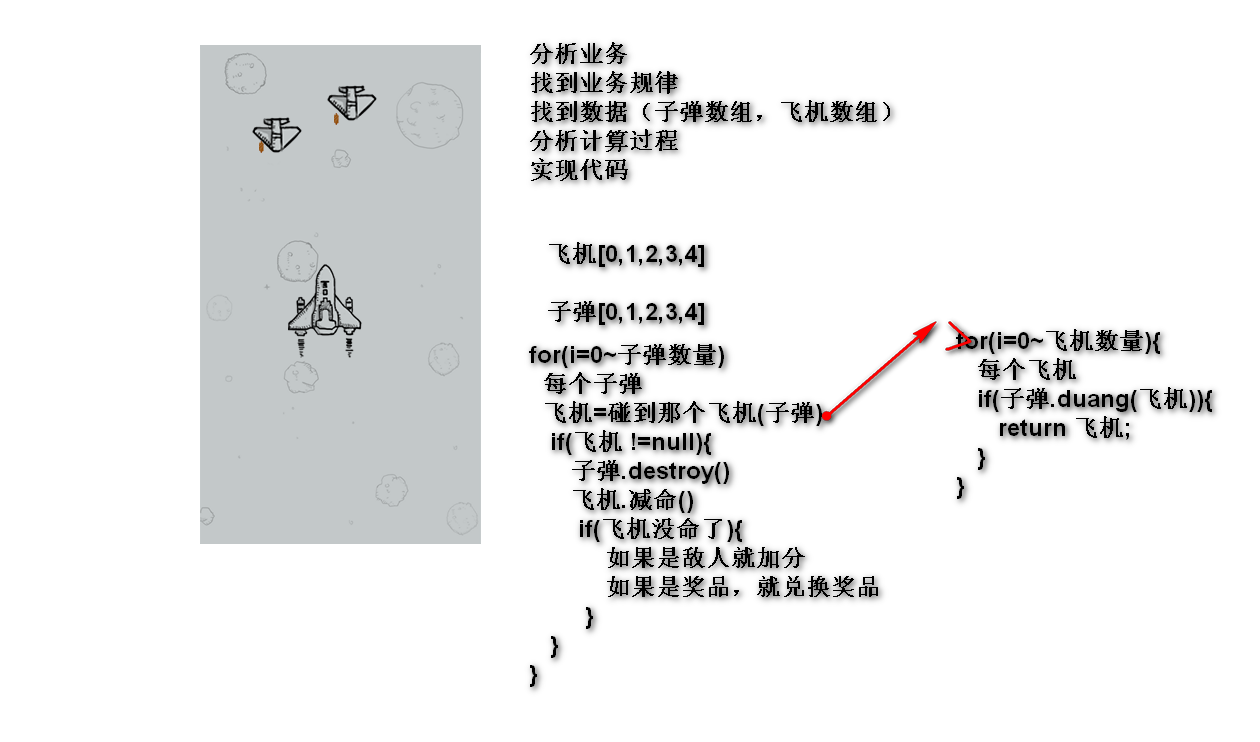 分析业务
找到业务规律
找到数据（子弹数组，飞机数组）
分析计算过程
实现代码
飞机[0,1,2,3,4]
子弹[0,1,2,3,4]
for(i=0~子弹数量)
每个子弹
飞机=碰到那个飞机(子弹)
if(飞机 !=null){
子弹.destroy()
飞机.减命()
if(飞机没命了){
如果是敌人就加分
如果是奖品，就兑换奖品
}
}
}
for(i=0~飞机数量){
每个飞机
if(子弹.duang(飞机)){
return 飞机;
}
}